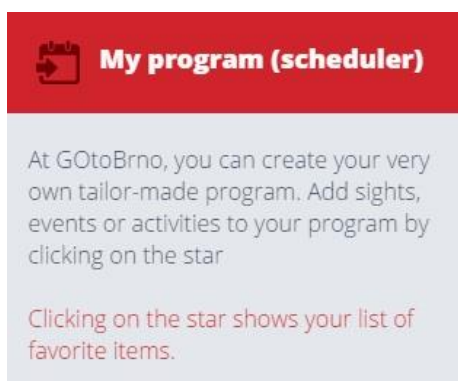 My program (scheduler)
At GOtoBrno, you can create your very
own tailor-made program. Add sights,
events or activities to your program by
clicking on the star
Clicking on the star shows your list of
favorite items.